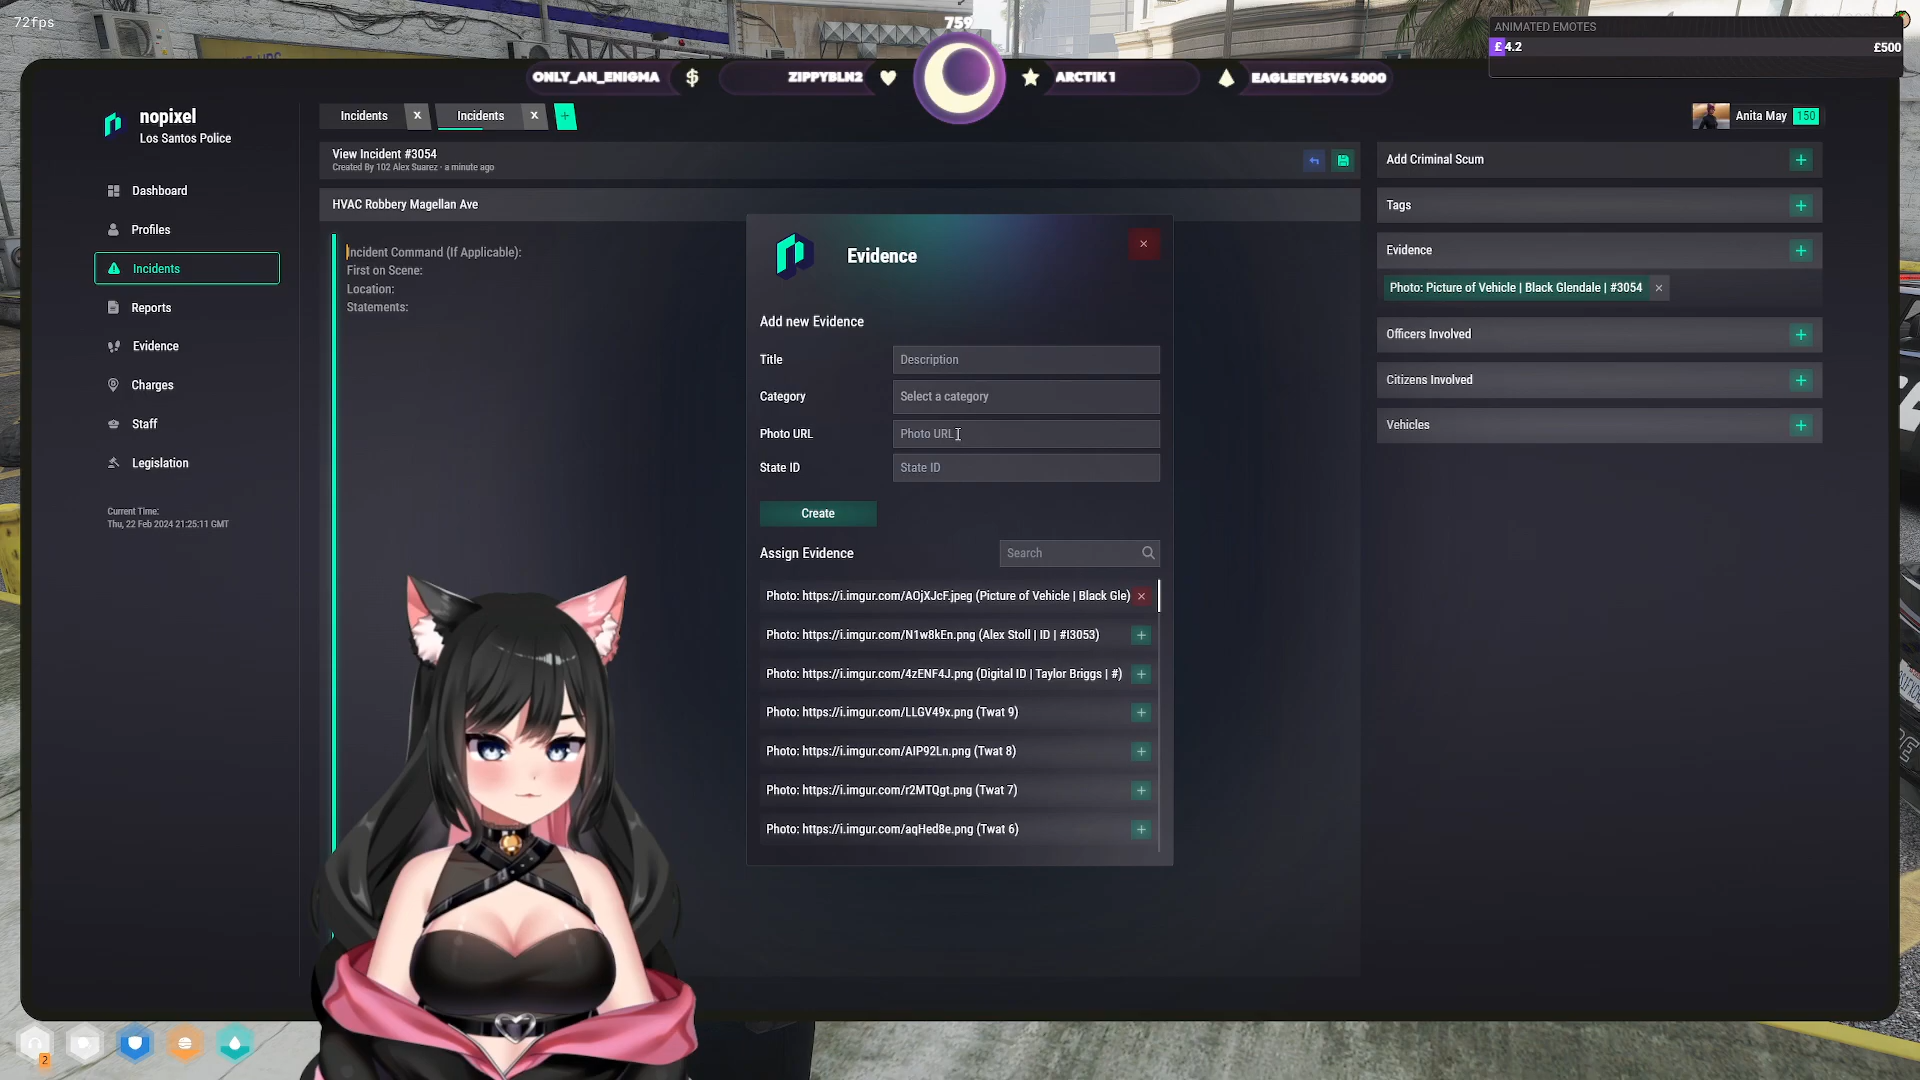 72fps
759
ANIMATED EMOTES
£ 4.2
£500
ONLY_AN_ENIGMA
ZIPPYBLN2
ARCTIK 1
EAGLEEYESV4 5000
nopixel
Los Santos Police
Incidents x
Incidents x
+
Anita May 150
View Incident #3054
Created By 102 Alex Suarez · a minute ago
HVAC Robbery Magellan Ave
Incident Command (If Applicable):
First on Scene:
Location:
Statements:
Dashboard
Profiles
Incidents
Reports
Evidence
Charges
Staff
Legislation
Current Time:
Thu, 22 Feb 2024 21:25:11 GMT
Evidence
Add new Evidence
Title Description
Category Select a category
Photo URL Photo URL
State ID State ID
Create
Assign Evidence Search
Photo: https://i.imgur.com/AOjXJcF.jpeg (Picture of Vehicle | Black Gle)
Photo: https://i.imgur.com/N1w8kEn.png (Alex Stoll | ID | #I3053)
Photo: https://i.imgur.com/4zENF4J.png (Digital ID | Taylor Briggs | #)
Photo: https://i.imgur.com/LLGV49x.png (Twat 9)
Photo: https://i.imgur.com/AIP92Ln.png (Twat 8)
Photo: https://i.imgur.com/r2MTQgt.png (Twat 7)
Photo: https://i.imgur.com/aqHed8e.png (Twat 6)
Add Criminal Scum
Tags
Evidence
Photo: Picture of Vehicle | Black Glendale | #3054
Officers Involved
Citizens Involved
Vehicles
2